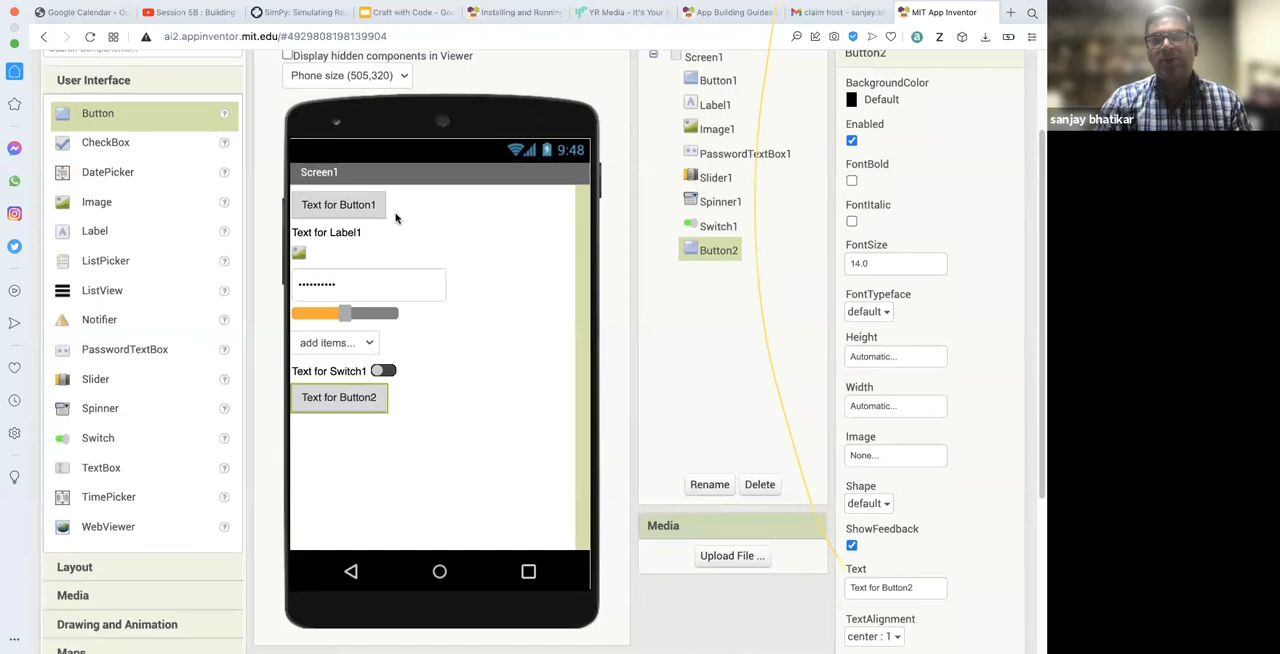 Google Calendar - Ga
Session 5B : Building
SimPy: Simulating Re
Craft with Code - Goo
Installing and Runnin
YR Media - It's Your
App Building Guides
claim host - sanjay.bh
MIT App Inventor
ai2.appinventor.mit.edu/#4929808198139904
User Interface
Button
CheckBox
DatePicker
Image
Label
ListPicker
ListView
Notifier
PasswordTextBox
Slider
Spinner
Switch
TextBox
TimePicker
WebViewer
Layout
Media
Drawing and Animation
Maps
Display hidden components in Viewer
Phone size (505,320)
9:48
Screen1
Text for Button1
Text for Label1
••••••••••
add items...
Text for Switch1
Text for Button2
Screen1
Button1
Label1
Image1
PasswordTextBox1
Slider1
Spinner1
Switch1
Button2
Rename
Delete
Media
Upload File ...
Button2
BackgroundColor
Default
Enabled
FontBold
FontItalic
FontSize
14.0
FontTypeface
default
Height
Automatic...
Width
Automatic...
Image
None...
Shape
default
ShowFeedback
Text
Text for Button2
TextAlignment
center : 1
sanjay bhatikar